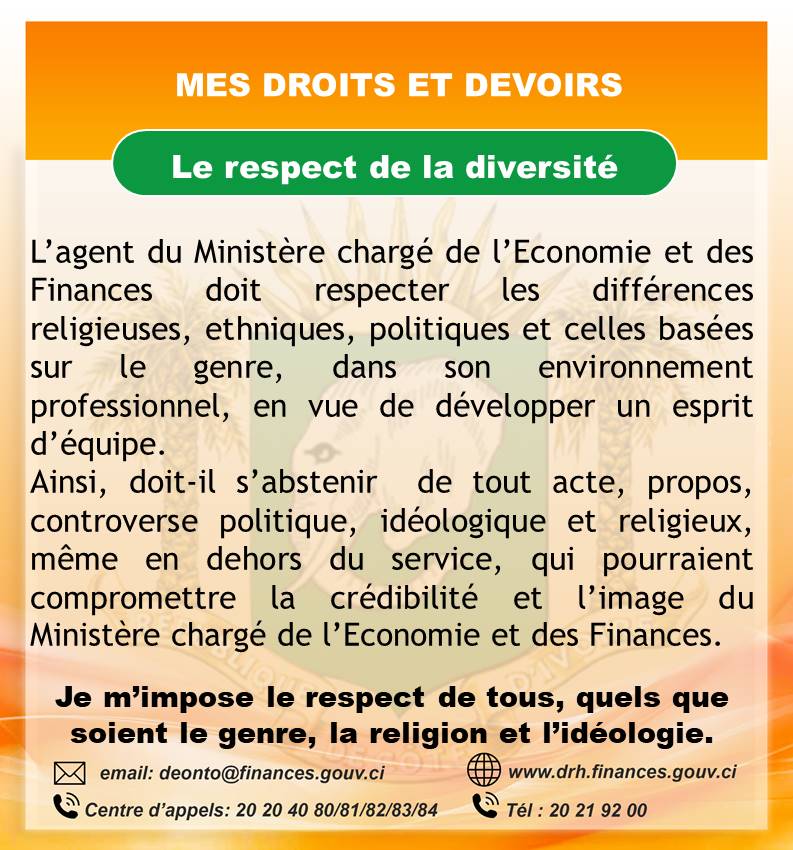 MES DROITS ET DEVOIRS
Le respect de la diversité
L’agent du Ministère chargé de l’Economie et des
Finances doit respecter les différences
religieuses, ethniques, politiques et celles basées
sur le genre, dans son environnement
professionnel, en vue de développer un esprit
d’équipe.
Ainsi, doit-il s’abstenir de tout acte, propos,
controverse politique, idéologique et religieux,
même en dehors du service, qui pourraient
compromettre la crédibilité et l’image du
Ministère chargé de l’Economie et des Finances.
Je m’impose le respect de tous, quels que
soient le genre, la religion et l’idéologie.
email: deonto@finances.gouv.ci
www.drh.finances.gouv.ci
Centre d’appels: 20 20 40 80/81/82/83/84
Tél : 20 21 92 00